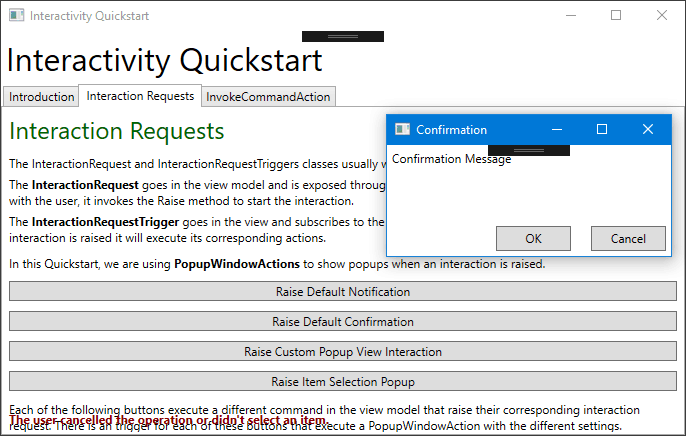 Interactivity Quickstart
Interactivity Quickstart
Introduction
Interaction Requests
InvokeCommandAction
Interaction Requests
The InteractionRequest and InteractionRequestTriggers classes usually
The InteractionRequest goes in the view model and is exposed
with the user, it invokes the Raise method to start the interaction.
The InteractionRequestTrigger goes in the view and subscribes to the
interaction is raised it will execute its corresponding actions.
In this Quickstart, we are using PopupWindowActions to show popups when an interaction is raised.
Confirmation
Confirmation Message
OK
Cancel
Raise Default Notification
Raise Default Confirmation
Raise Custom Popup View Interaction
Raise Item Selection Popup
Each of the following buttons execute a different command in the view model that raise their corresponding interaction
The user cancelled the operation or didn't select an item.
request. There is an trigger for each of these buttons that execute a PopupWindowAction with the different settings.